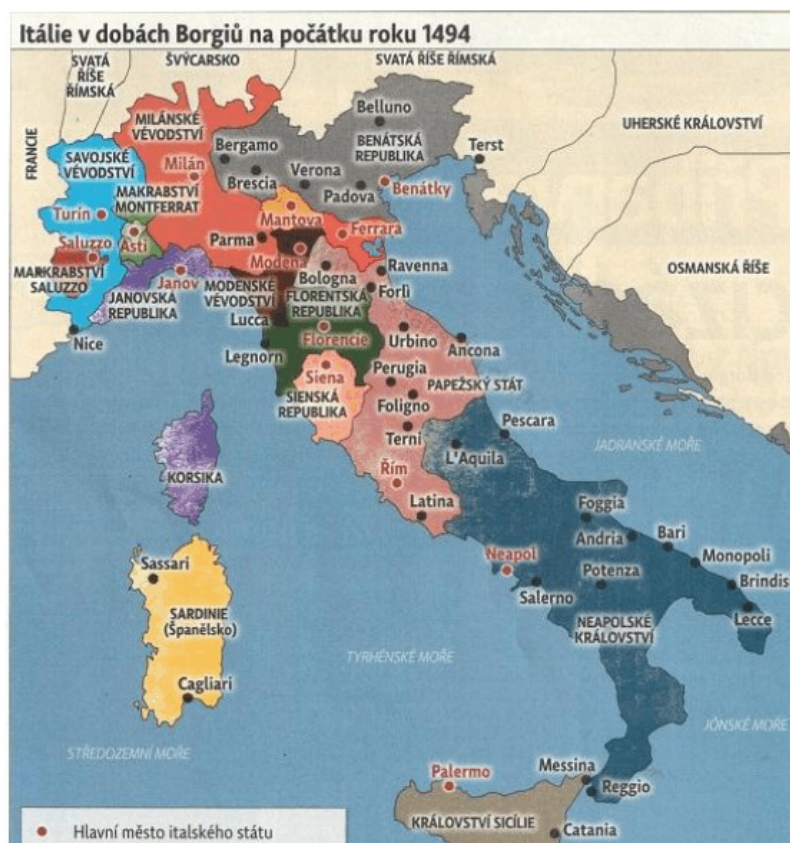 Itálie v dobách Borgiů na počátku roku 1494
SVATÁ
ŘÍŠE
ŘÍMSKÁ
ŠVÝCARSKO
SVATÁ ŘÍŠE ŘÍMSKÁ
FRANCIE
MILÁNSKÉ
VÉVODSTVÍ
Belluno
UHERSKÉ KRÁLOVSTVÍ
BENÁTSKÁ
REPUBLIKA
Bergamo
Terst
SAVOJSKÉ
VÉVODSTVÍ
Milán
Brescia
Verona
Padova
Benátky
MAKRABSTVÍ
MONTFERRAT
Turín
Mantova
Asti
Parma
Ferrara
Saluzzo
Modena
MARKRABSTVÍ
SALUZZO
Janov
JANOVSKÁ
REPUBLIKA
MODENSKÉ
VÉVODSTVÍ
Bologna
Ravenna
OSMANSKÁ ŘÍŠE
FLORENTSKÁ
REPUBLIKA
Forlì
Lucca
Nice
Florencie
Urbino
Ancona
Legnorn
Siena
Perugia
PAPEŽSKÝ STÁT
SIENSKÁ
REPUBLIKA
Foligno
Terni
Pescara
L'Aquila
JADRANSKÉ MOŘE
KORSIKA
Řím
Latina
Foggia
Andria
Bari
Monopoli
Neapol
Sassari
Salerno
Potenza
Brindis
Lecce
SARDINIE
(Španělsko)
NEAPOLSKÉ
KRÁLOVSTVÍ
TYRHÉNSKÉ MOŘE
Cagliari
JÓNSKÉ MOŘE
STŘEDOZEMNÍ MOŘE
Palermo
Messina
Reggio
KRÁLOVSTVÍ SICÍLIE
Catania
Hlavní město italského státu